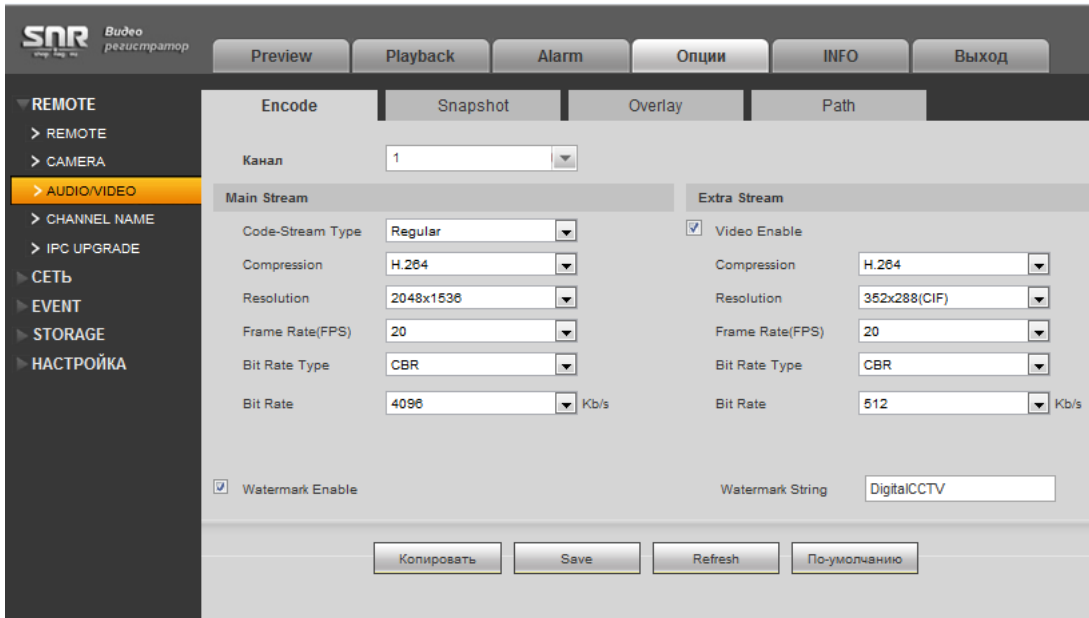 SNR Видео
регистратор
Preview Playback Alarm Опции INFO Выход
REMOTE
> REMOTE
> CAMERA
> AUDIO/VIDEO
> CHANNEL NAME
> IPC UPGRADE
СЕТЬ
EVENT
STORAGE
НАСТРОЙКА
Encode Snapshot Overlay Path
Канал 1
Main Stream
Code-Stream Type Regular
Compression H.264
Resolution 2048x1536
Frame Rate(FPS) 20
Bit Rate Type CBR
Bit Rate 4096 Kb/s
Extra Stream
Video Enable
Compression H.264
Resolution 352x288(CIF)
Frame Rate(FPS) 20
Bit Rate Type CBR
Bit Rate 512 Kb/s
Watermark Enable
Watermark String DigitalCCTV
Копировать Save Refresh По-умолчанию